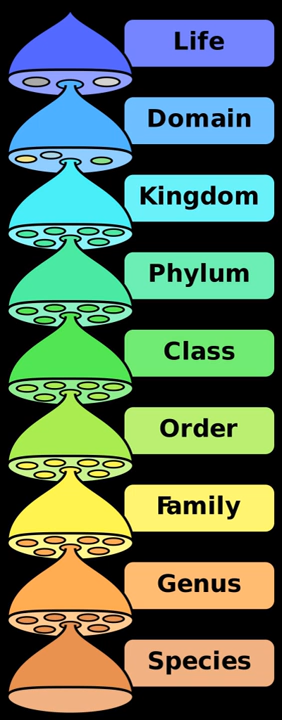 Life
Domain
Kingdom
Phylum
Class
Order
Family
Genus
Species